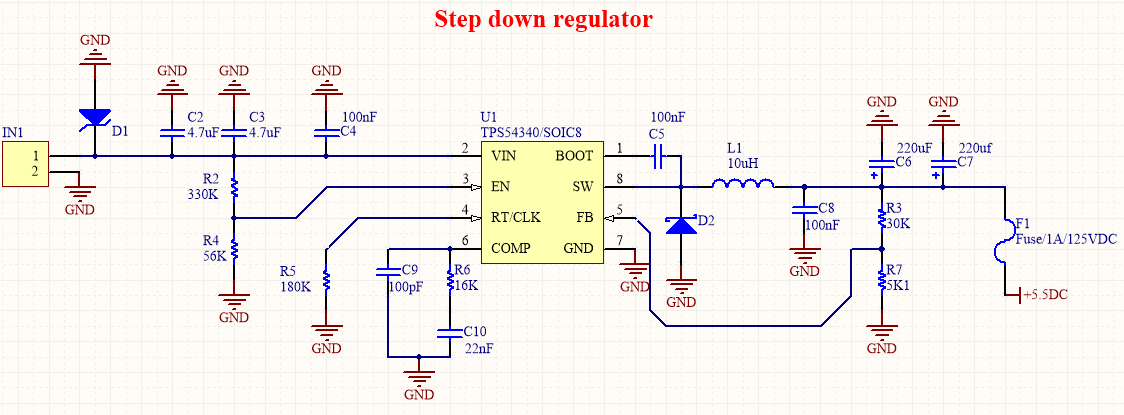 Step down regulator
GND
GND
GND
GND
GND
GND
C2
4.7uF
C3
4.7uF
100nF
C4
U1
TPS54340/SOIC8
100nF
C5
220uF
C6
220uf
C7
IN1
1
2
D1
GND
2
VIN
BOOT
1
L1
10uH
R2
330K
3
EN
SW
8
4
RT/CLK
FB
5
D2
C8
100nF
R3
30K
F1
Fuse/1A/125VDC
R4
56K
6
COMP
GND
7
R5
180K
C9
100pF
R6
16K
GND
GND
GND
R7
5K1
+5.5DC
GND
C10
22nF
GND
GND
GND